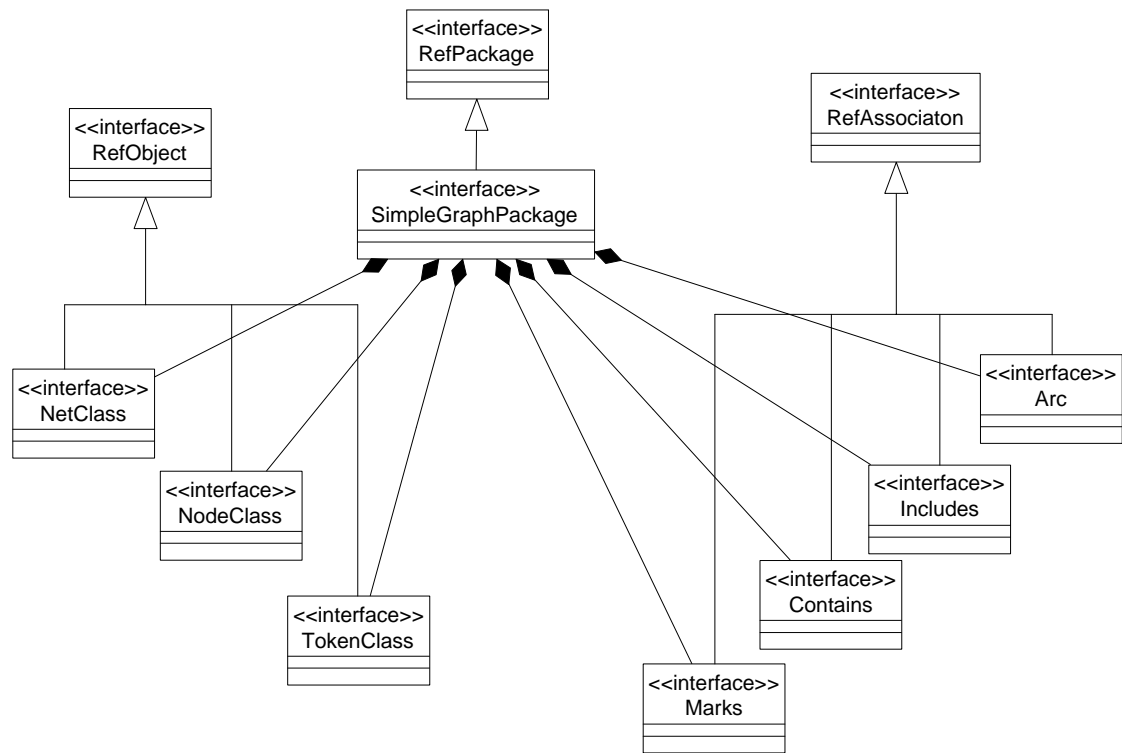 <<interface>>
RefPackage
<<interface>>
RefAssociaton
<<interface>>
RefObject
<<interface>>
SimpleGraphPackage
<<interface>>
NetClass
<<interface>>
Arc
<<interface>>
NodeClass
<<interface>>
Includes
<<interface>>
Contains
<<interface>>
TokenClass
<<interface>>
Marks